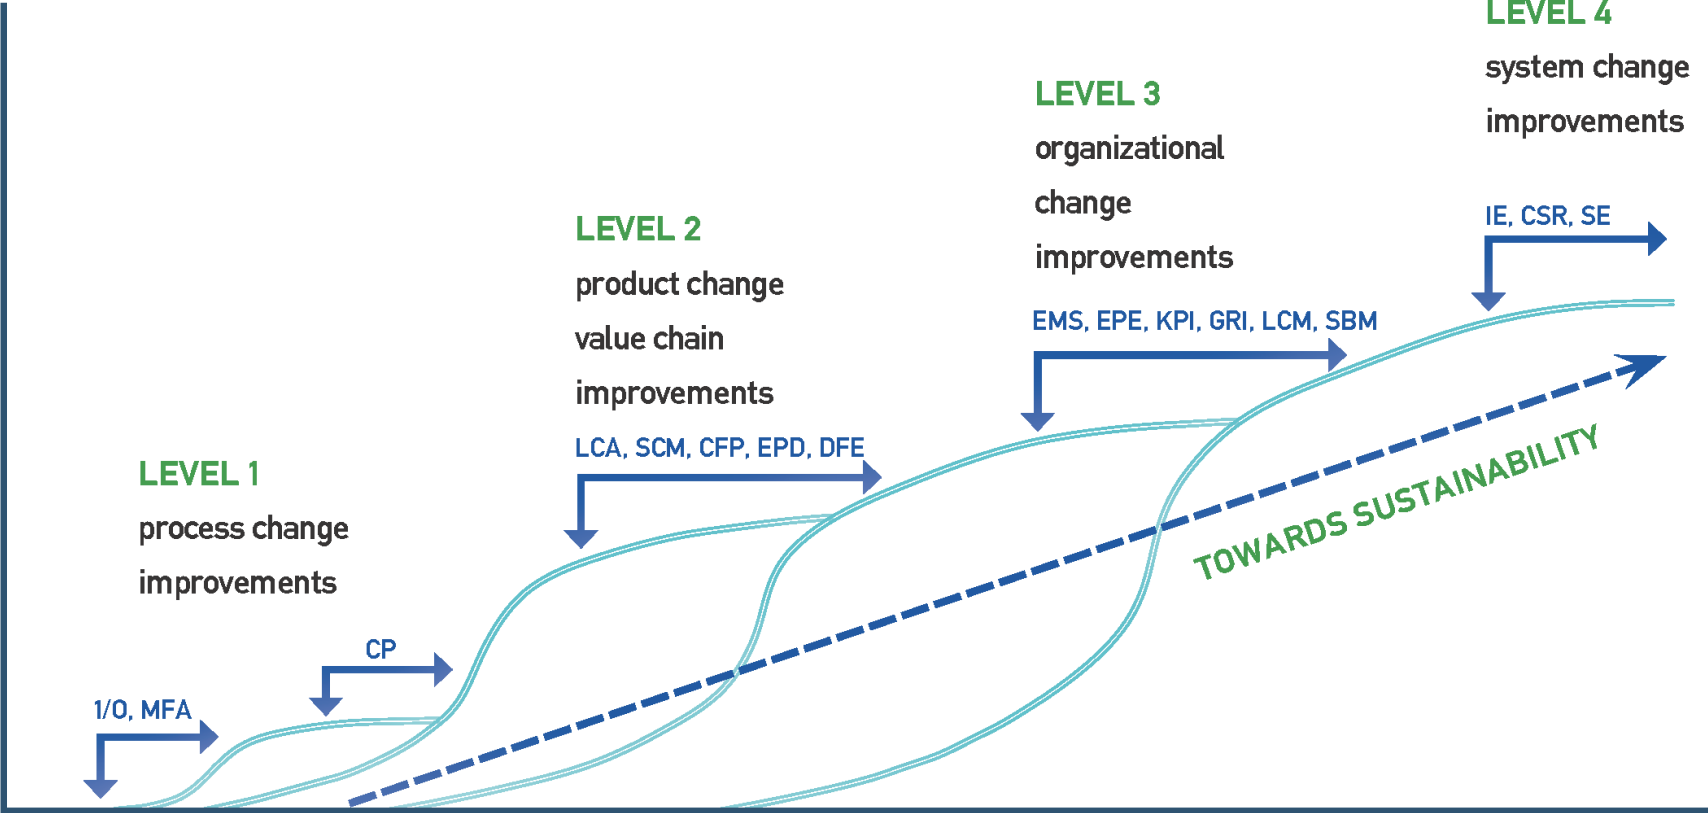 LEVEL 1
process change
improvements
1/O, MFA
CP
LEVEL 2
product change
value chain
improvements
LCA, SCM, CFP, EPD, DFE
LEVEL 3
organizational
change
improvements
EMS, EPE, KPI, GRI, LCM, SBM
LEVEL 4
system change
improvements
IE, CSR, SE
TOWARDS SUSTAINABILITY